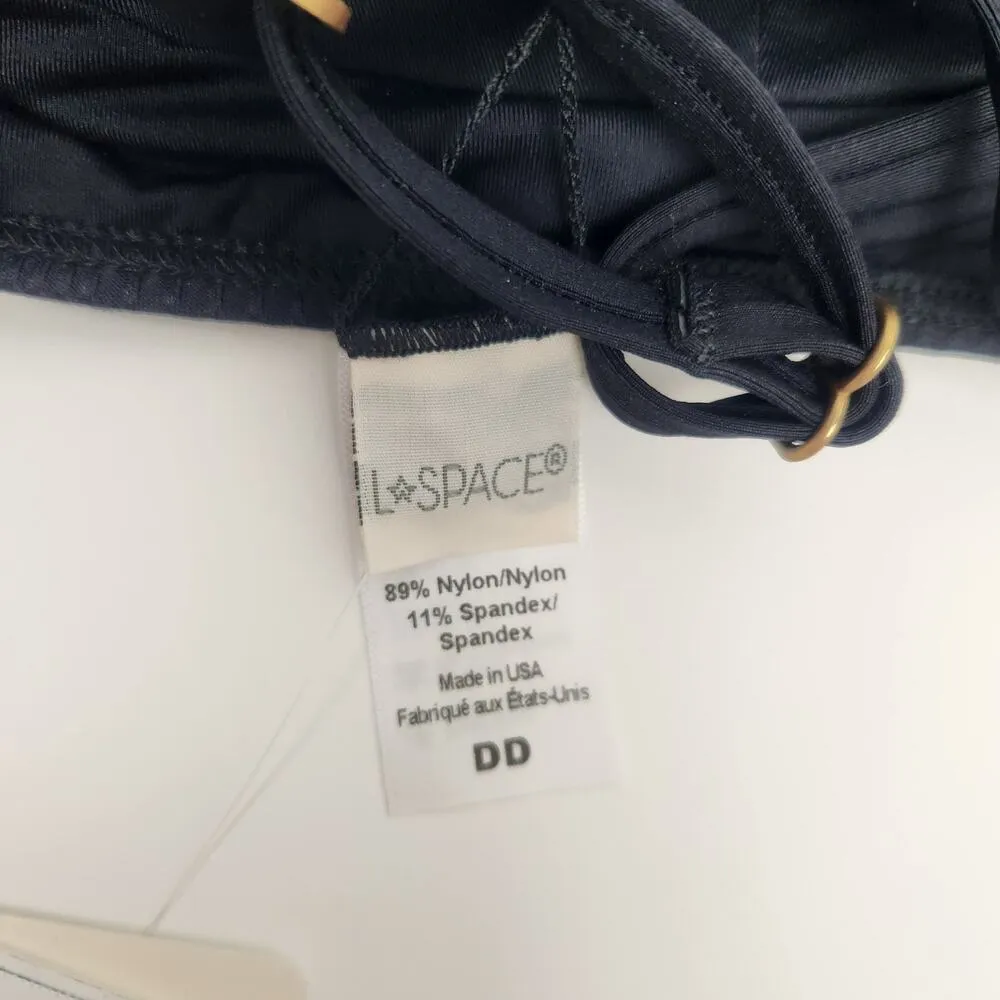 L★SPACE®
89% Nylon/Nylon
11% Spandex/
Spandex
Made in USA
Fabriqué aux États-Unis
DD